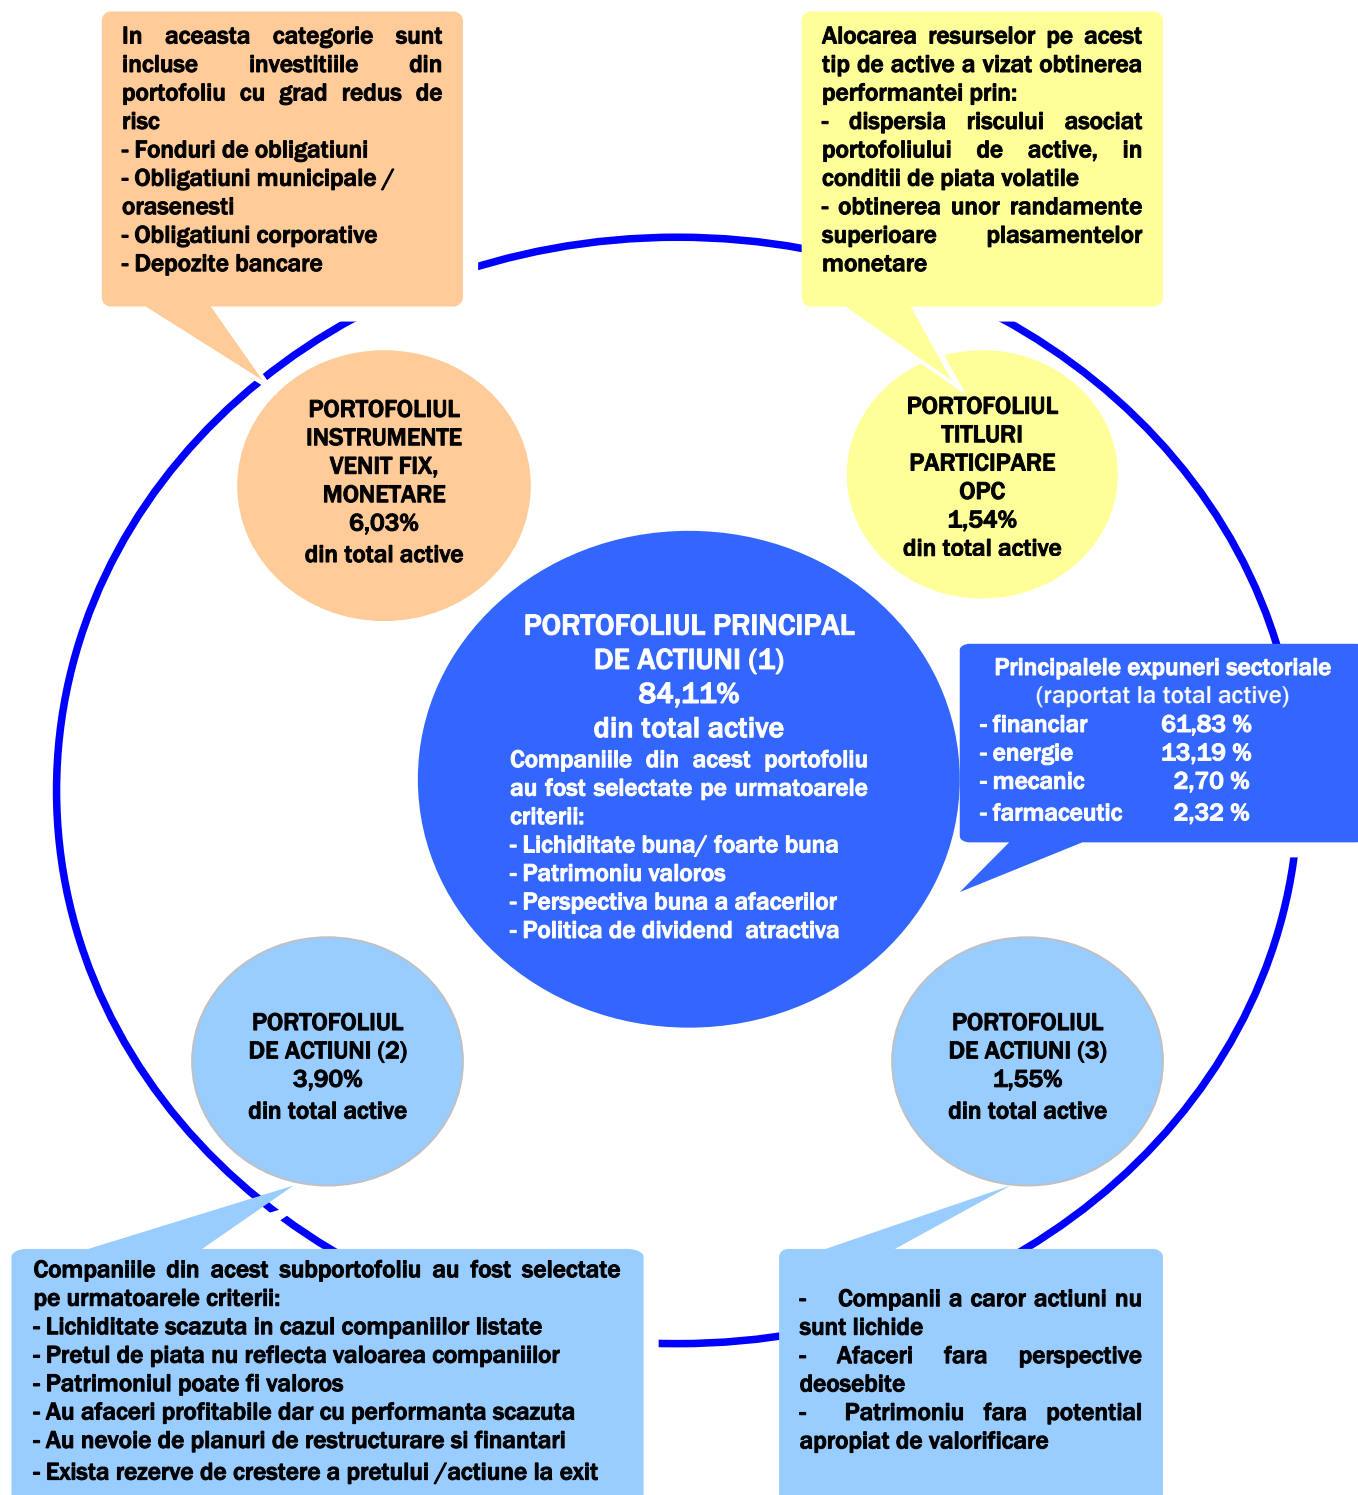 In aceasta categorie sunt
incluse investitiile din
portofoliu cu grad redus de
risc
- Fonduri de obligatiuni
- Obligatiuni municipale /
orasenesti
- Obligatiuni corporative
- Depozite bancare
Alocarea resurselor pe acest
tip de active a vizat obtinerea
performantei prin:
- dispersia riscului asociat
portofoliului de active, in
conditii de piata volatile
- obtinerea unor randamente
superioare plasamentelor
monetare
PORTOFOLIUL
INSTRUMENTE
VENIT FIX,
MONETARE
6,03%
din total active
PORTOFOLIUL
TITLURI
PARTICIPARE
OPC
1,54%
din total active
PORTOFOLIUL PRINCIPAL
DE ACTIUNI (1)
84,11%
din total active
Companiile din acest portofoliu
au fost selectate pe urmatoarele
criterii:
- Lichiditate buna/ foarte buna
- Patrimoniu valoros
- Perspectiva buna a afacerilor
- Politica de dividend atractiva
Principalele expuneri sectoriale
(raportat la total active)
- financiar 61,83 %
- energie 13,19 %
- mecanic 2,70 %
- farmaceutic 2,32 %
PORTOFOLIUL
DE ACTIUNI (2)
3,90%
din total active
PORTOFOLIUL
DE ACTIUNI (3)
1,55%
din total active
Companiile din acest subportofoliu au fost selectate
pe urmatoarele criterii:
- Lichiditate scazuta in cazul companiilor listate
- Pretul de piata nu reflecta valoarea companiilor
- Patrimoniul poate fi valoros
- Au afaceri profitabile dar cu performanta scazuta
- Au nevoie de planuri de restructurare si finantari
- Exista rezerve de crestere a pretului /actiune la exit
- Companii a caror actiuni nu
sunt lichide
- Afaceri fara perspective
deosebite
- Patrimoniu fara potential
apropiat de valorificare